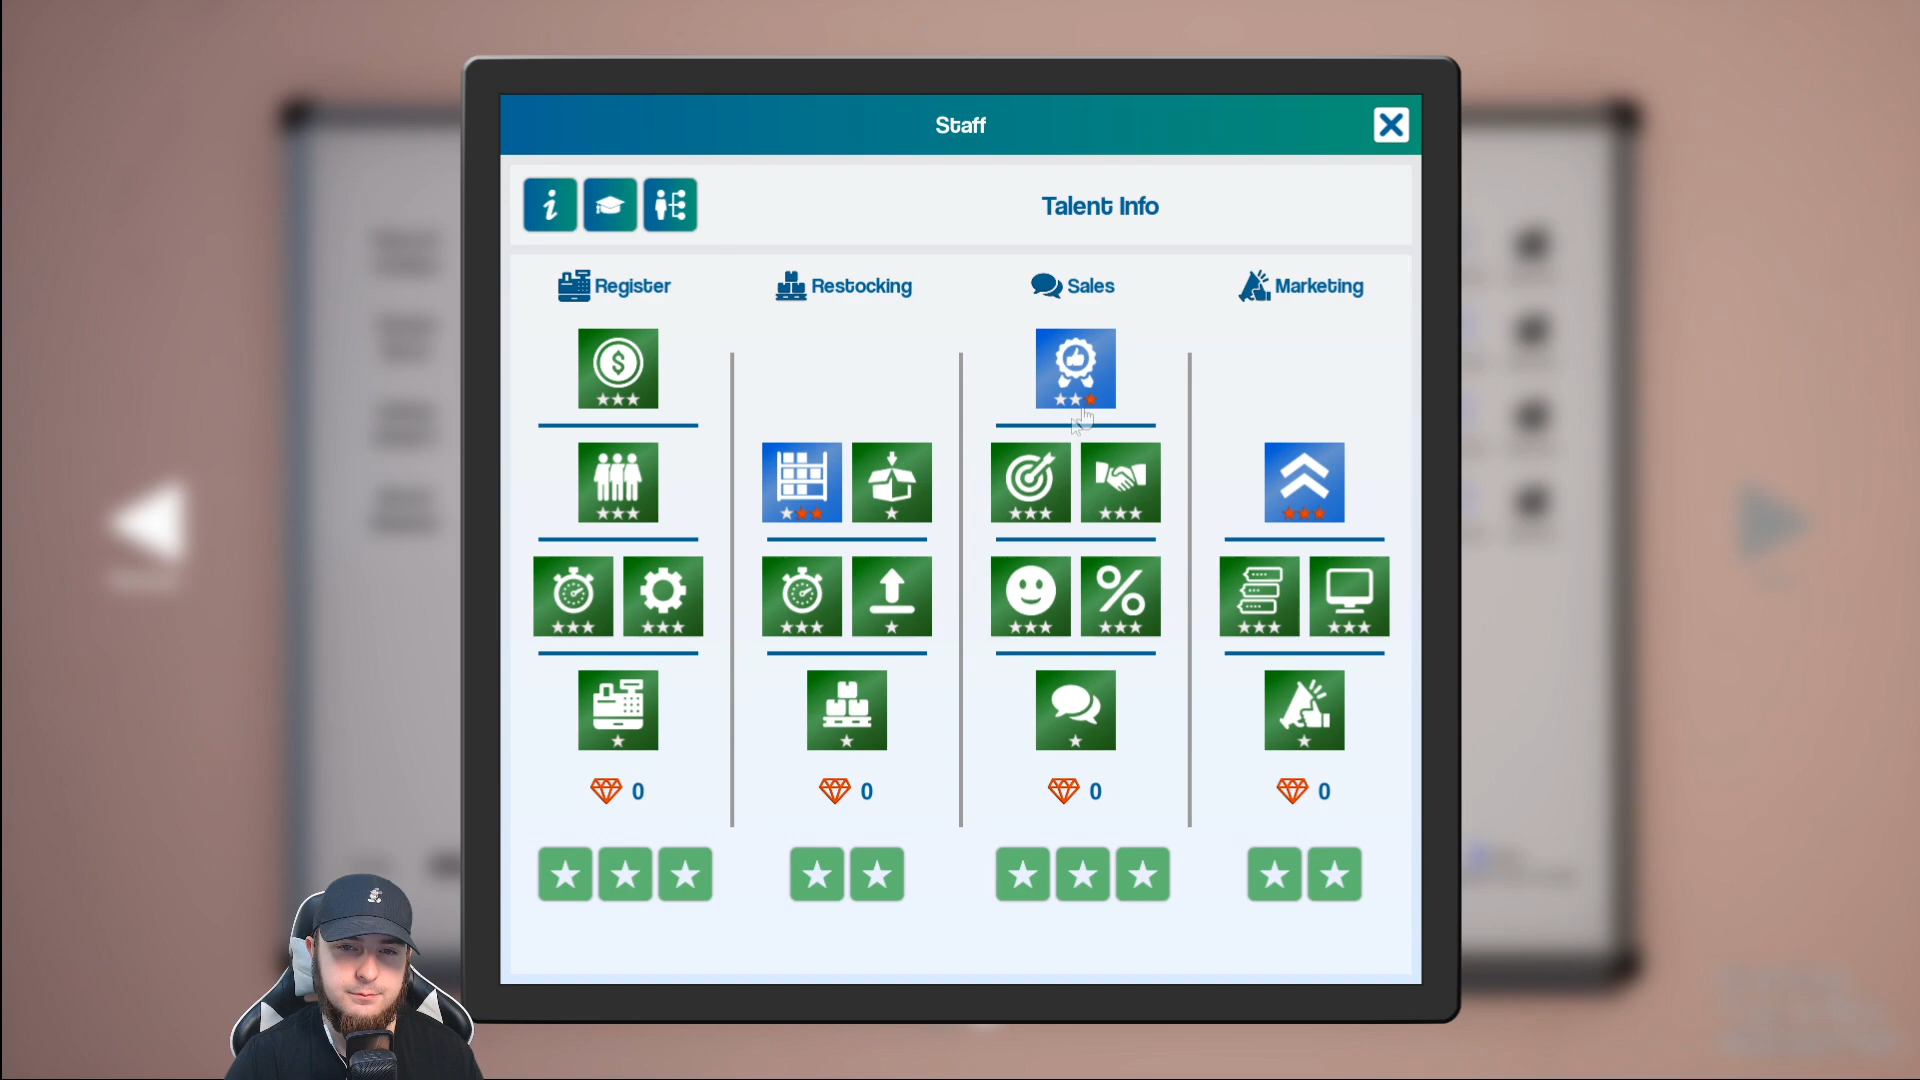 Staff
Talent Info
Register
Restocking
Sales
Marketing
0
0
0
0